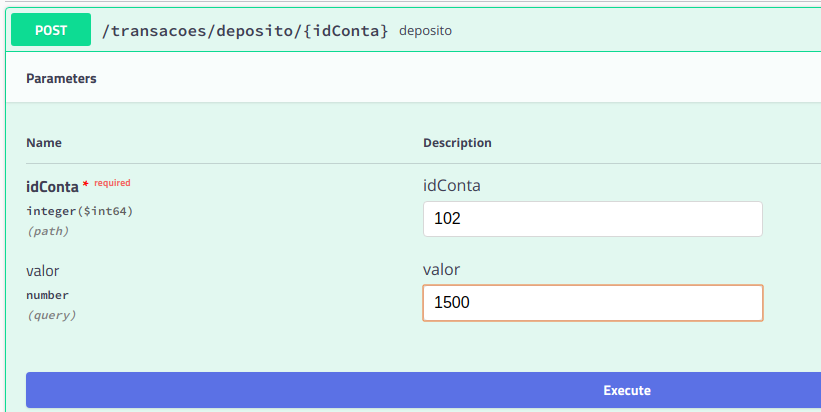 POST /transacoes/deposito/{idConta} deposito
Parameters
Name Description
idConta * required idConta
integer($int64) 102
(path)
valor valor
number 1500
(query)
Execute